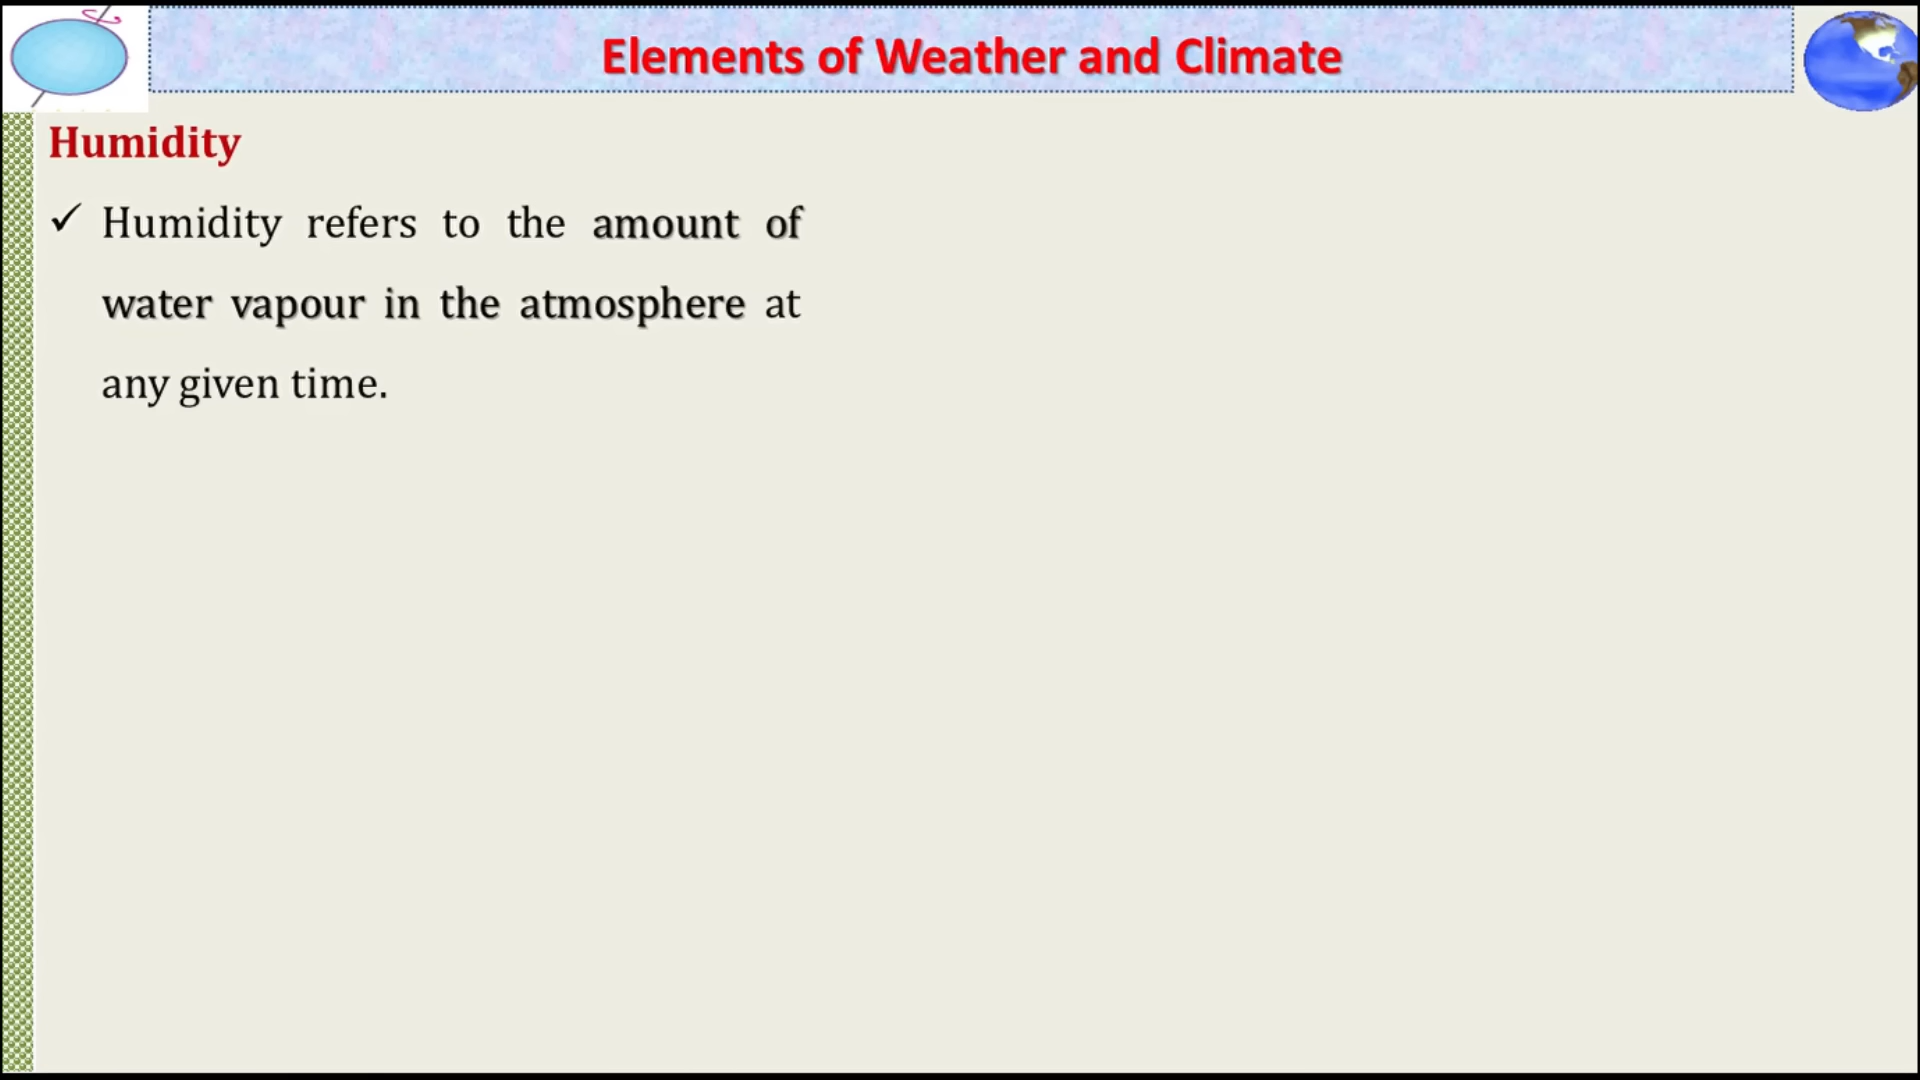 Elements of Weather and Climate
Humidity
✓ Humidity refers to the amount of
water vapour in the atmosphere at
any given time.